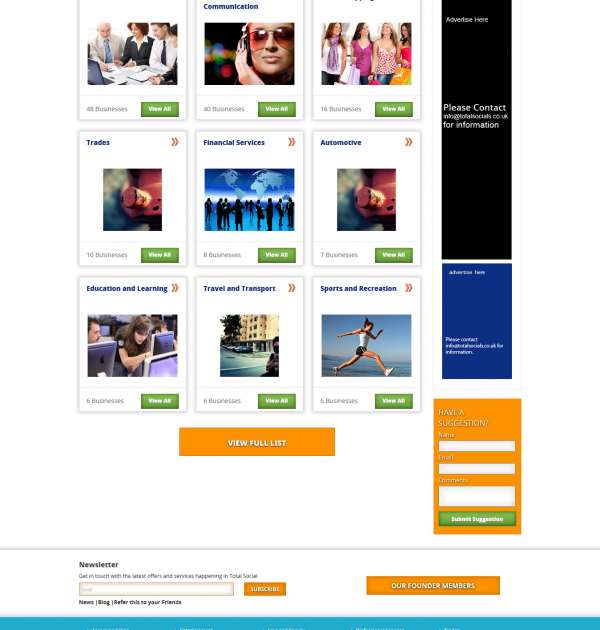 Communication
48 Businesses
View All
40 Businesses
View All
16 Businesses
View All
Trades
Financial Services
Automotive
10 Businesses
View All
8 Businesses
View All
7 Businesses
View All
Education and Learning
Travel and Transport
Sports and Recreation
6 Businesses
View All
6 Businesses
View All
6 Businesses
View All
VIEW FULL LIST
Advertise Here
Please Contact
info@totalsocials.co.uk
for information
advertise here
Please contact
info@totalsocials.co.uk for
information.
HAVE A
SUGGESTION?
Name
Email
Comments
Submit Suggestion
Newsletter
Get in touch with the latest offers and services happening in Total Social
Email
SUBSCRIBE
News |Blog |Refer this to your Friends
OUR FOUNDER MEMBERS